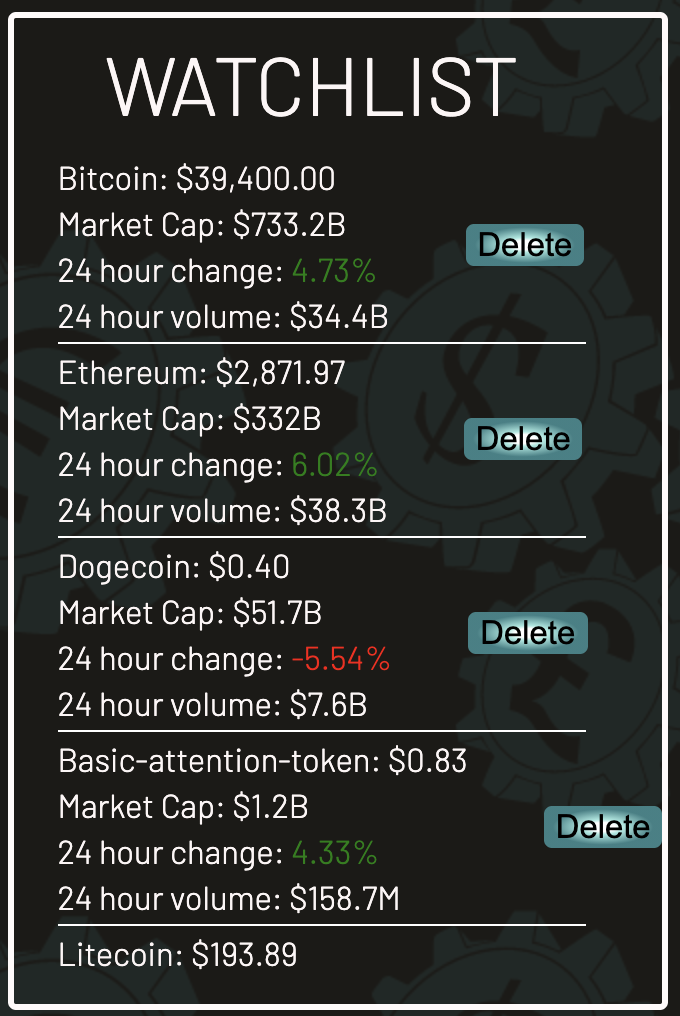 WATCHLIST
Bitcoin: $39,400.00
Market Cap: $733.2B
Delete
24 hour change: 4.73%
24 hour volume: $34.4B
Ethereum: $2,871.97
Market Cap: $332B
Delete
24 hour change: 6.02%
24 hour volume: $38.3B
Dogecoin: $0.40
Market Cap: $51.7B
Delete
24 hour change: -5.54%
24 hour volume: $7.6B
Basic-attention-token: $0.83
Market Cap: $1.2B
Delete
24 hour change: 4.33%
24 hour volume: $158.7M
Litecoin: $193.89